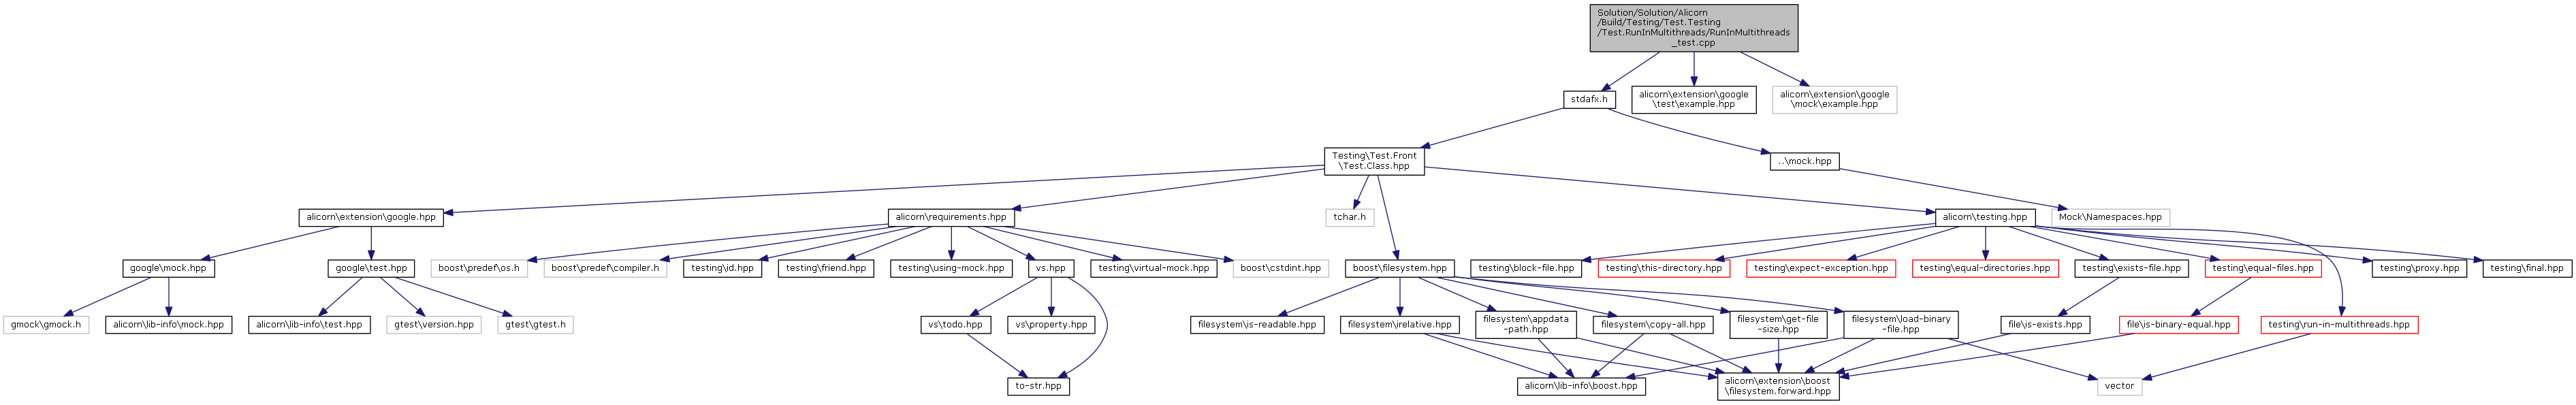 Solution/Solution/Alicorn
/Build/Testing/Test.Testing
/Test.RunInMultithreads/RunInMultithreads
_test.cpp
stdafx.h
alicorn\extension\google
\test\example.hpp
alicorn\extension\google
\mock\example.hpp
Testing\Test.Front
\Test.Class.hpp
..\mock.hpp
alicorn\extension\google.hpp
alicorn\requirements.hpp
tchar.h
alicorn\testing.hpp
Mock\Namespaces.hpp
google\mock.hpp
google\test.hpp
boost\predef\os.h
boost\predef\compiler.h
testing\id.hpp
testing\friend.hpp
testing\using-mock.hpp
vs.hpp
testing\virtual-mock.hpp
boost\cstdint.hpp
boost\filesystem.hpp
testing\block-file.hpp
testing\this-directory.hpp
testing\expect-exception.hpp
testing\equal-directories.hpp
testing\exists-file.hpp
testing\equal-files.hpp
testing\proxy.hpp
testing\final.hpp
gmock\gmock.h
alicorn\lib-info\mock.hpp
alicorn\lib-info\test.hpp
gtest\version.hpp
gtest\gtest.h
vs\todo.hpp
vs\property.hpp
filesystem\is-readable.hpp
filesystem\irelative.hpp
filesystem\appdata
-path.hpp
filesystem\copy-all.hpp
filesystem\get-file
-size.hpp
filesystem\load-binary
-file.hpp
file\is-exists.hpp
file\is-binary-equal.hpp
testing\run-in-multithreads.hpp
to-str.hpp
alicorn\lib-info\boost.hpp
alicorn\extension\boost
\filesystem.forward.hpp
vector